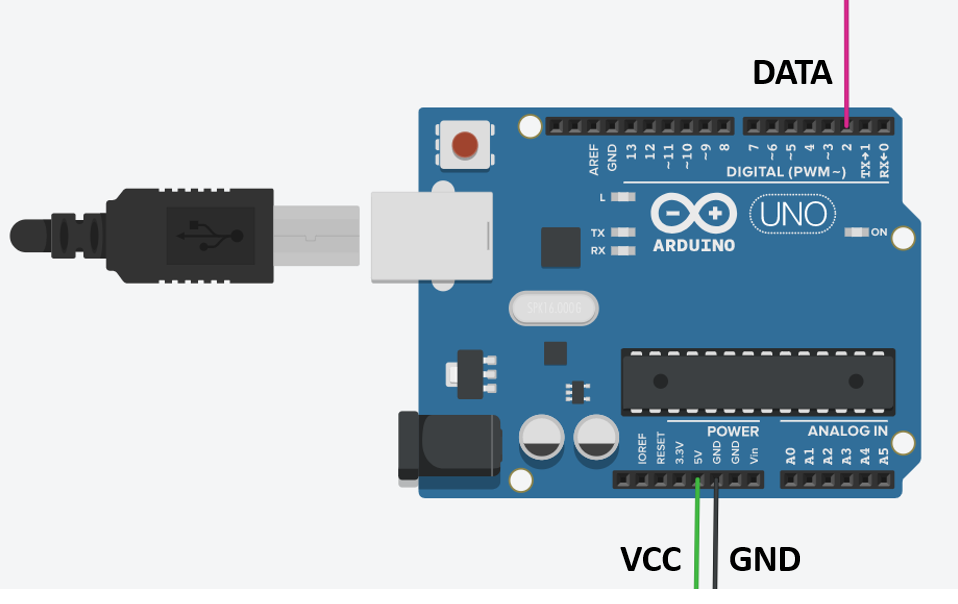 DATA
AREF
GND
13
12
~11
~10
~9
8
7
~6
~5
4
~3
2
TX→1
RX←0
DIGITAL (PWM~)
L
TX
RX
ARDUINO
UNO
ON
POWER
ANALOG IN
IOREF
RESET
3.3V
5V
GND
GND
Vin
A0
A1
A2
A3
A4
A5
VCC
GND